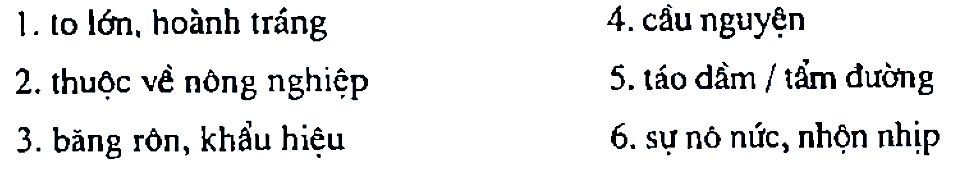 1. to lớn, hoành tráng
2. thuộc về nông nghiệp
3. băng rôn, khẩu hiệu
4. cầu nguyện
5. táo dầm / tẩm đường
6. sự nô nức, nhộn nhịp